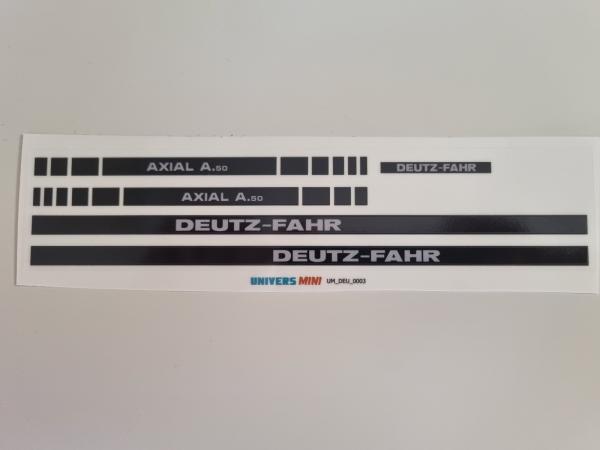 AXIAL A.50
DEUTZ-FAHR
AXIAL A.50
DEUTZ-FAHR
DEUTZ-FAHR
UNIVERS MINI UM_DEU_0003